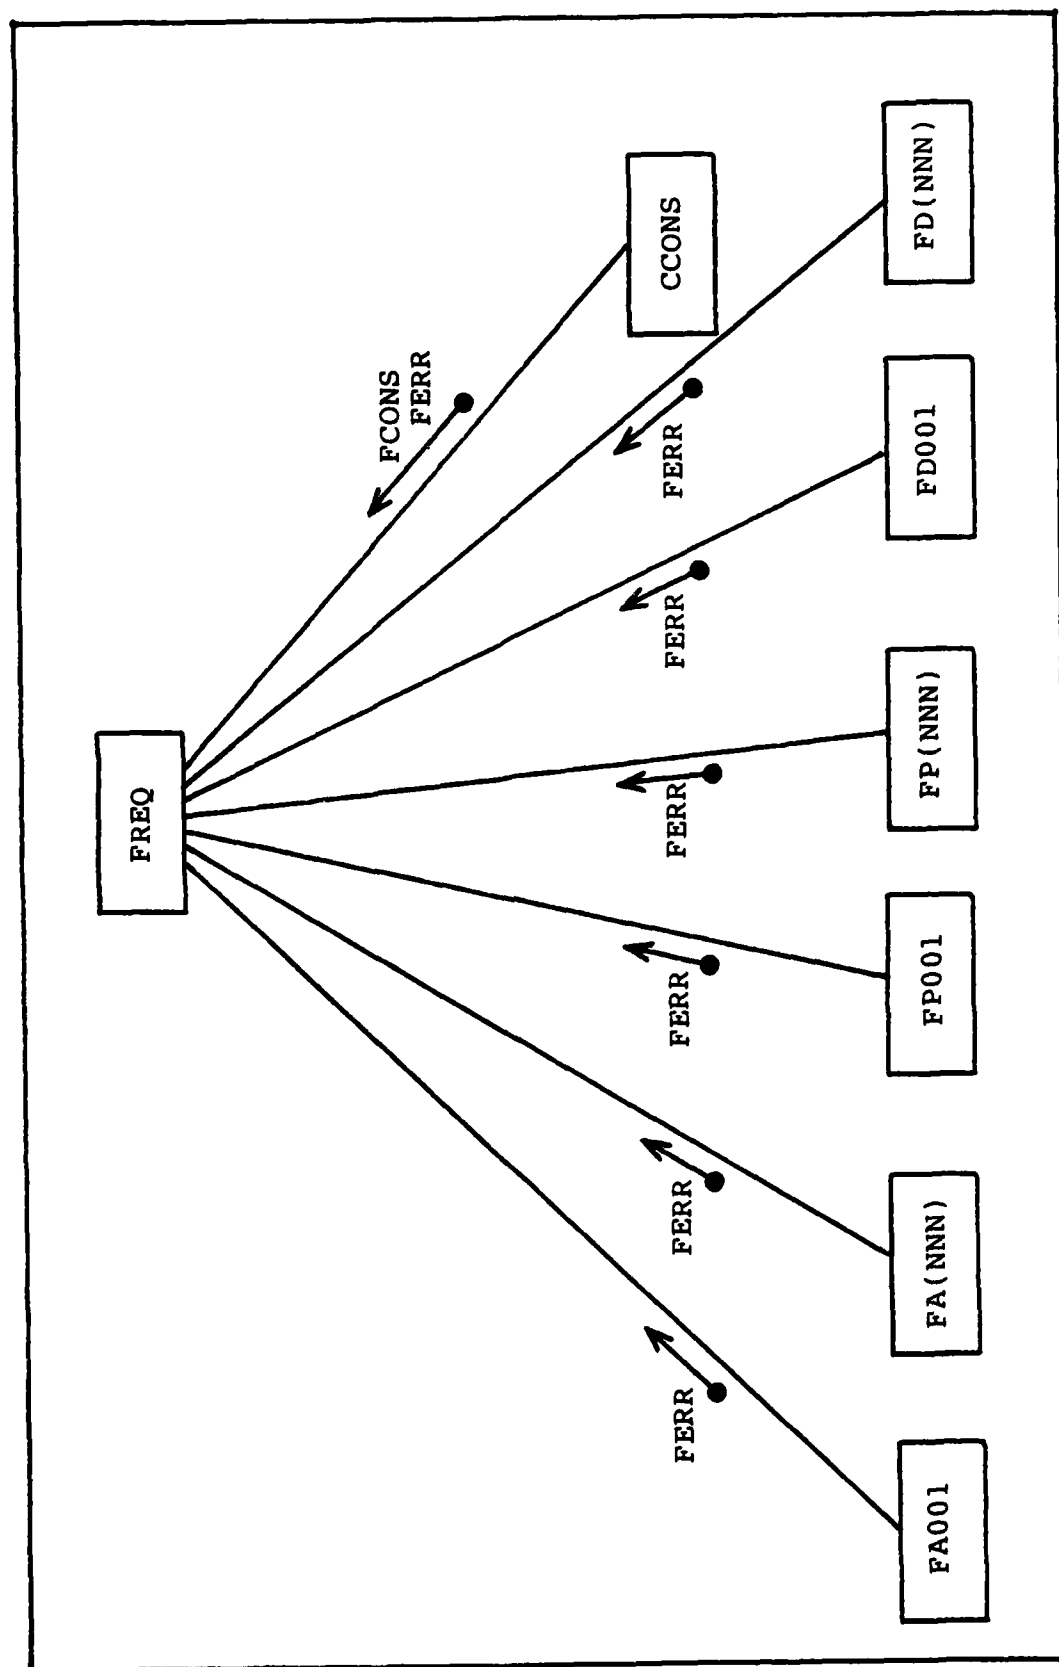 FREQ
FCONS
FERR
CCONS
FERR
FERR
FERR
FERR
FERR
FERR
FA001
FA(NNN)
FP001
FP(NNN)
FD001
FD(NNN)